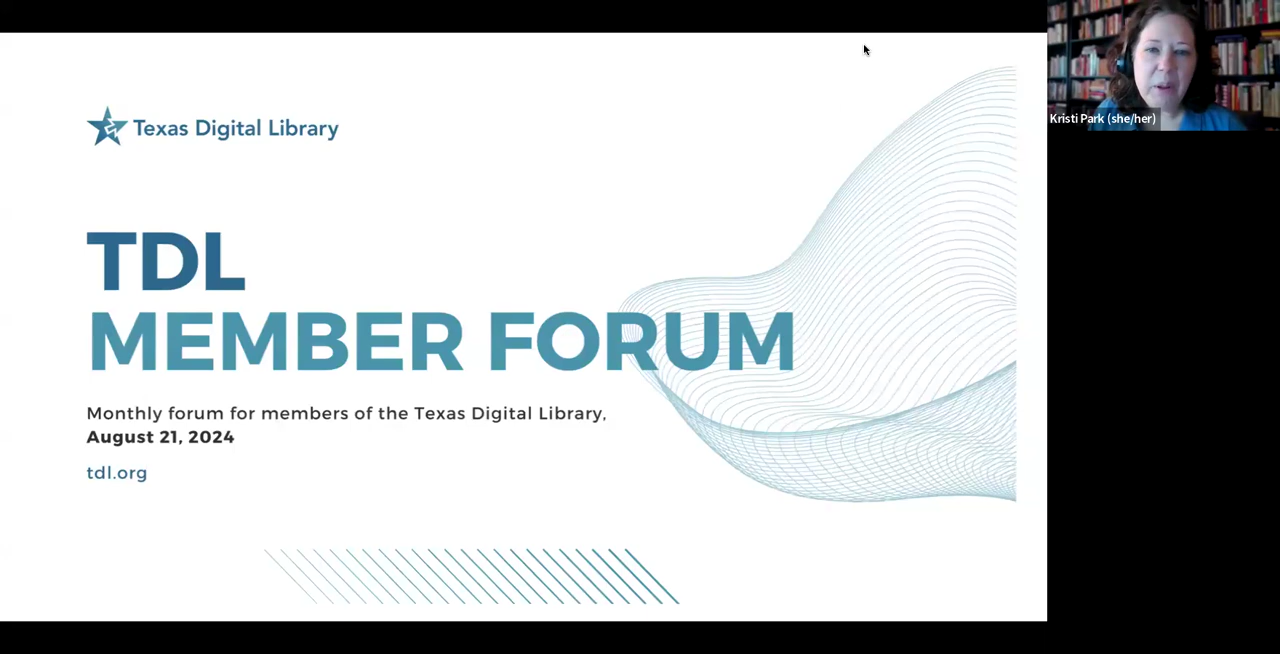 Texas Digital Library
TDL
MEMBER FORUM
Monthly forum for members of the Texas Digital Library,
August 21, 2024
tdl.org
Kristi Park (she/her)